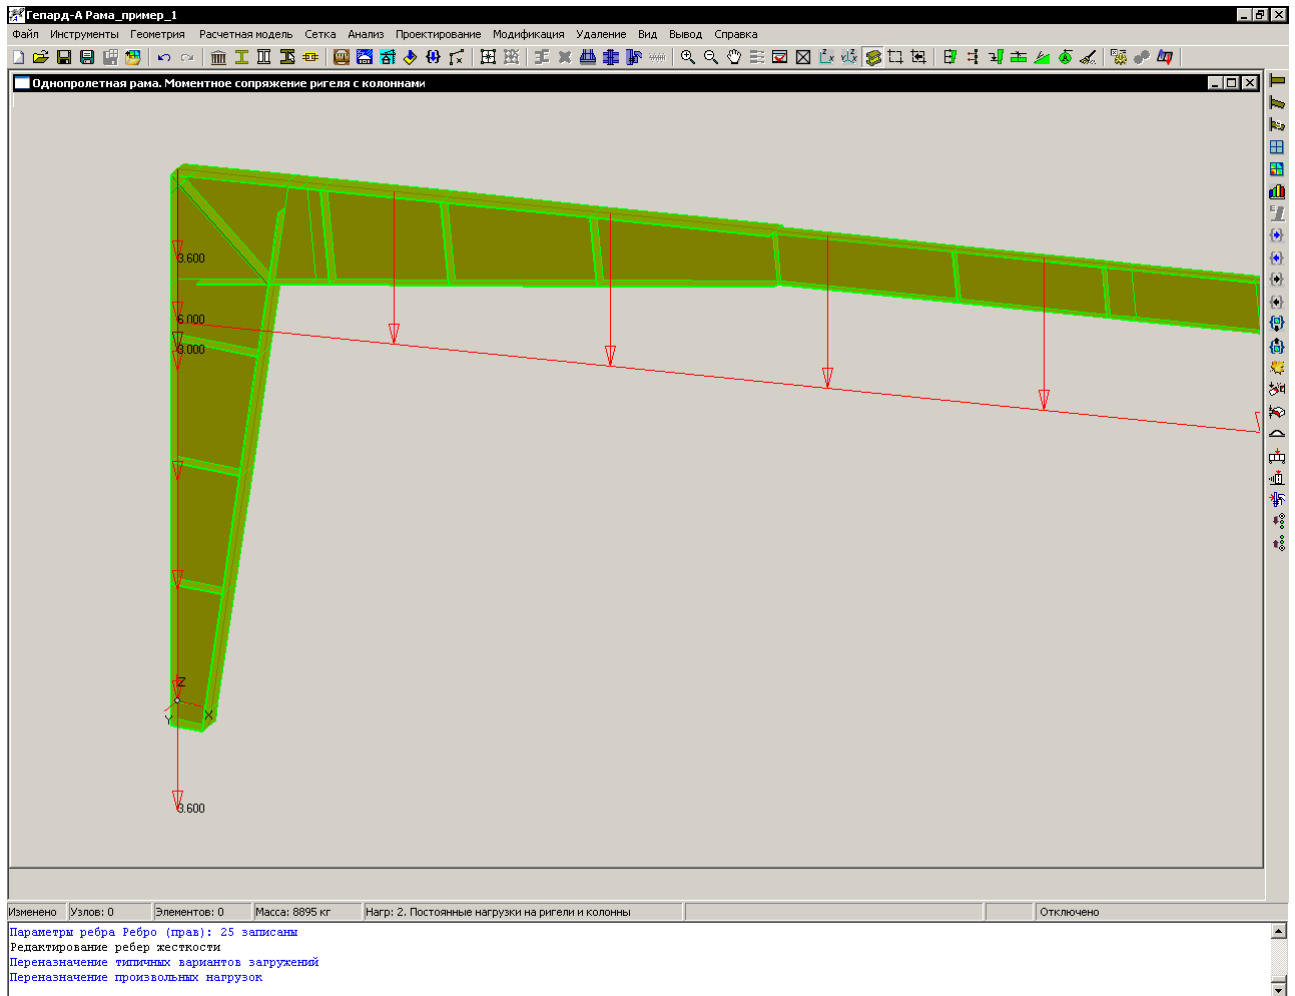 Гепард-А Рама_пример_1
Файл Инструменты Геометрия Расчетная модель Сетка Анализ Проектирование Модификация Удаление Вид Вывод Справка
Однопролетная рама. Моментное сопряжение ригеля с колоннами
3.600
6.000
3.000
Z
Y X
3.600
Изменено Узлов: 0 Элементов: 0 Масса: 8895 кг Нагр: 2. Постоянные нагрузки на ригели и колонны Отключено
Параметры ребра Ребро (прав): 25 записаны
Редактирование ребер жесткости
Переназначение типичных вариантов загружений
Переназначение произвольных нагрузок